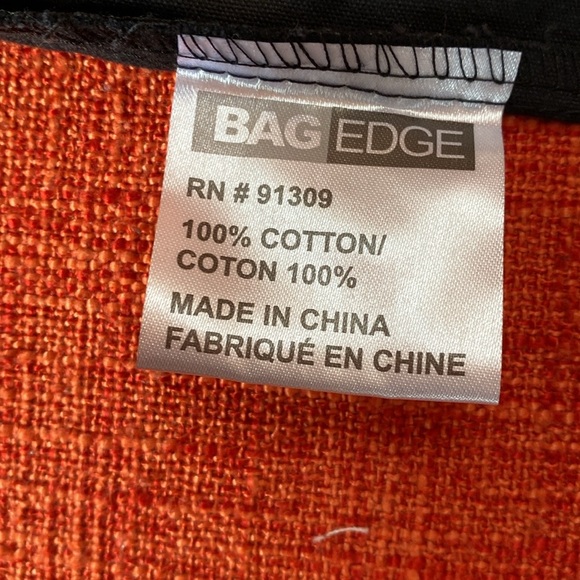 BAG EDGE
RN # 91309
100% COTTON/
COTON 100%
MADE IN CHINA
FABRIQUÉ EN CHINE